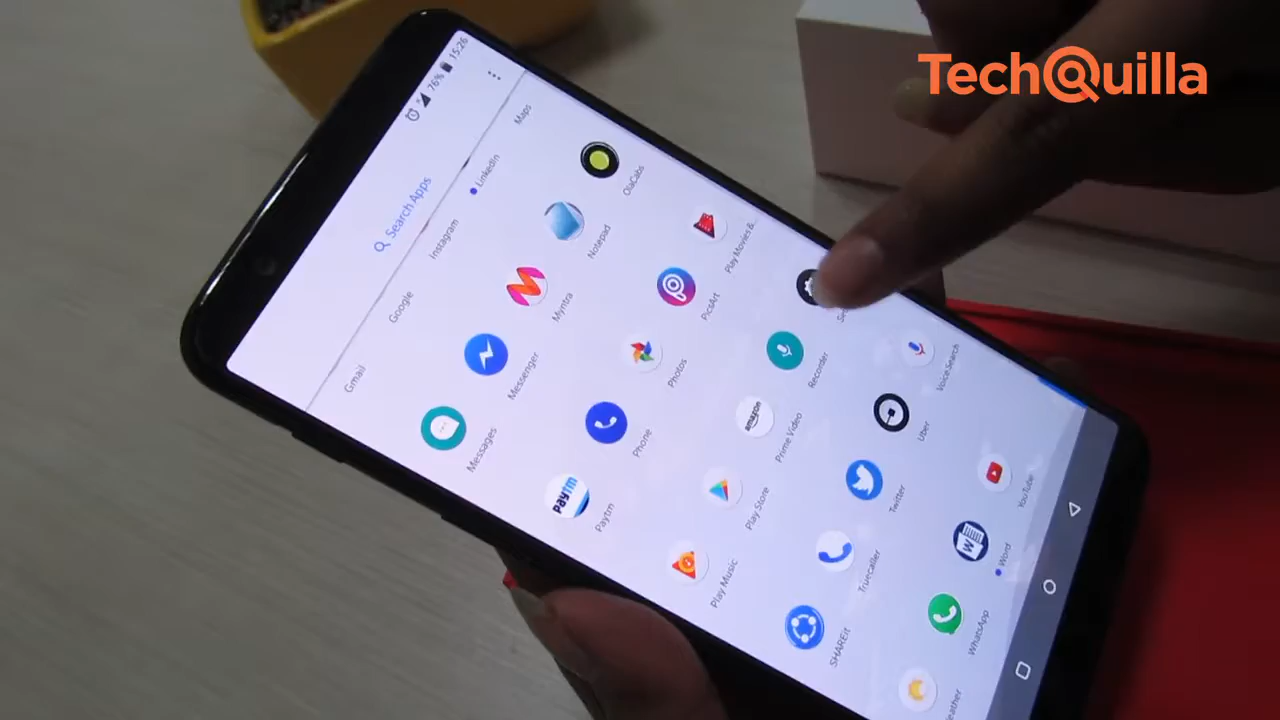 TechQuilla
76% 15:26
Search Apps
Gmail
Google
Instagram
LinkedIn
Maps
Messages
Messenger
Myntra
Notepad
OlaCabs
paytm
Paytm
Phone
Photos
PicsArt
Play Movies &..
Play Music
Play Store
amazon
Prime Video
Recorder
SHAREit
Truecaller
Twitter
Uber
Voice Search
WhatsApp
W
Word
YouTube